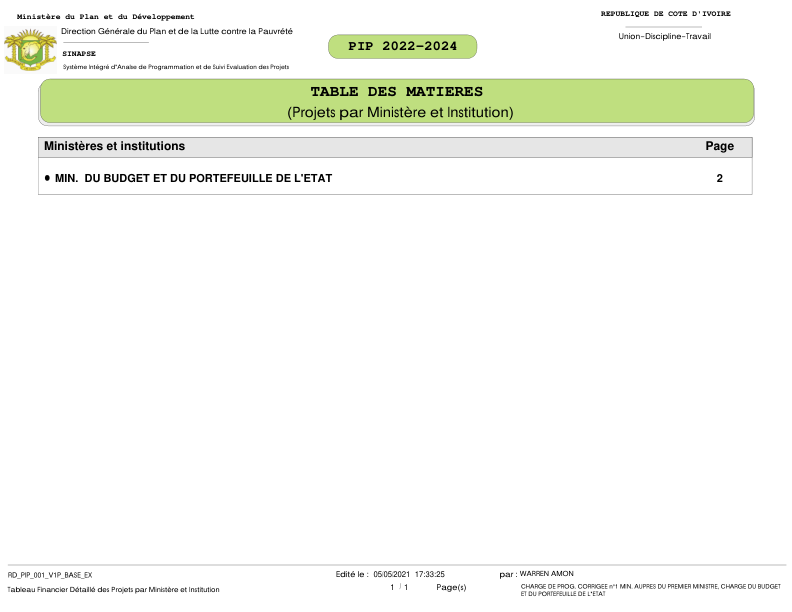 Ministère du Plan et du Développement
REPUBLIQUE DE COTE D'IVOIRE
Direction Générale du Plan et de la Lutte contre la Pauvrété
Union-Discipline-Travail
PIP 2022-2024
SINAPSE
Système Intégré d"Analse de Programmation et de Suivi Evaluation des Projets
TABLE DES MATIERES
(Projets par Ministère et Institution)
Ministères et institutions Page
• MIN. DU BUDGET ET DU PORTEFEUILLE DE L'ETAT 2
RD_PIP_001_V1P_BASE_EX Edité le : 05/05/2021 17:33:25 par : WARREN AMON
Tableau Financier Détaillé des Projets par Ministère et Institution 1 / 1 Page(s) CHARGE DE PROG. CORRIGEE n°1 MIN. AUPRES DU PREMIER MINISTRE, CHARGE DU BUDGET
ET DU PORTEFEUILLE DE L"ETAT